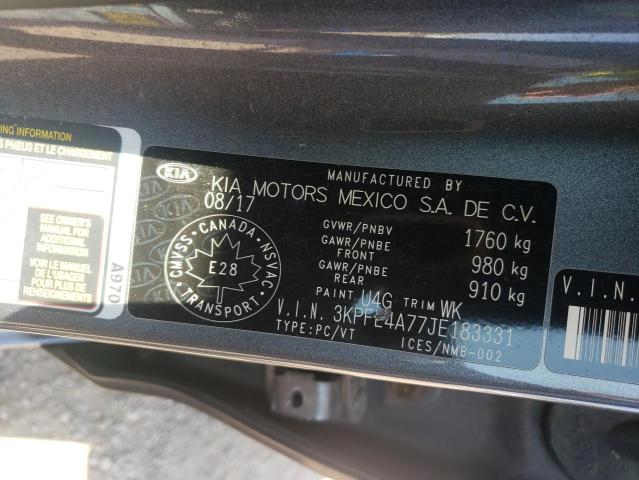 NG INFORMATION
S PNEUS ET LE CHARGEMENT
SEE OWNER'S
MANUAL FOR
ADDITIONAL
INFORMATION
VOIR LE MANUEL
DE L'USAGER
POUR PLUS DE
A970
KIA
MANUFACTURED BY
KIA MOTORS MEXICO S.A. DE C.V.
08/17
GVWR/PNBV 1760 kg
GAWR/PNBE FRONT 980 kg
GAWR/PNBE REAR 910 kg
PAINT U4G TRIM WK
V.I.N. 3KPFL4A77JE183331
TYPE:PC/VT ICES/NMB-002
CMVSS CANADA NSVAC
E28
TRANSPORT
V.I.N.